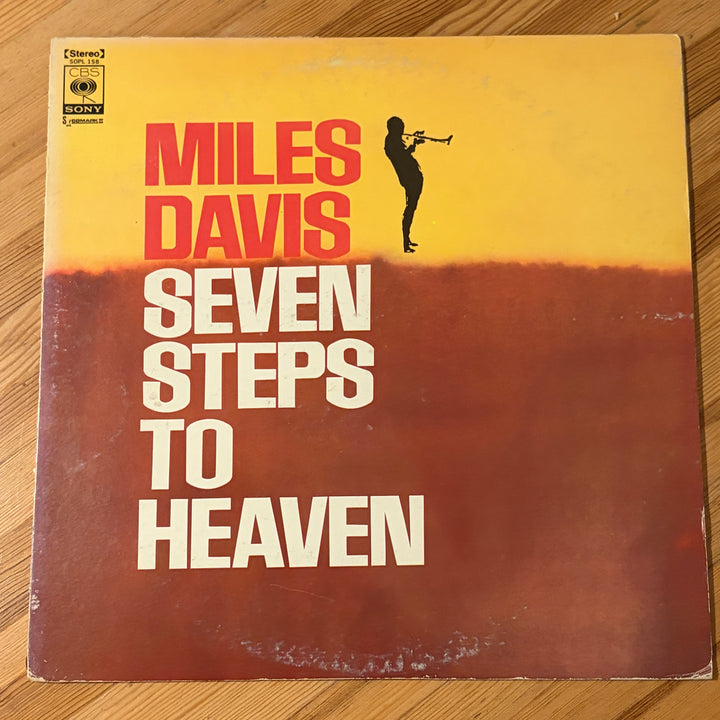 Stereo
SOPL 158
CBS
SONY
MILES
DAVIS
SEVEN
STEPS
TO
HEAVEN